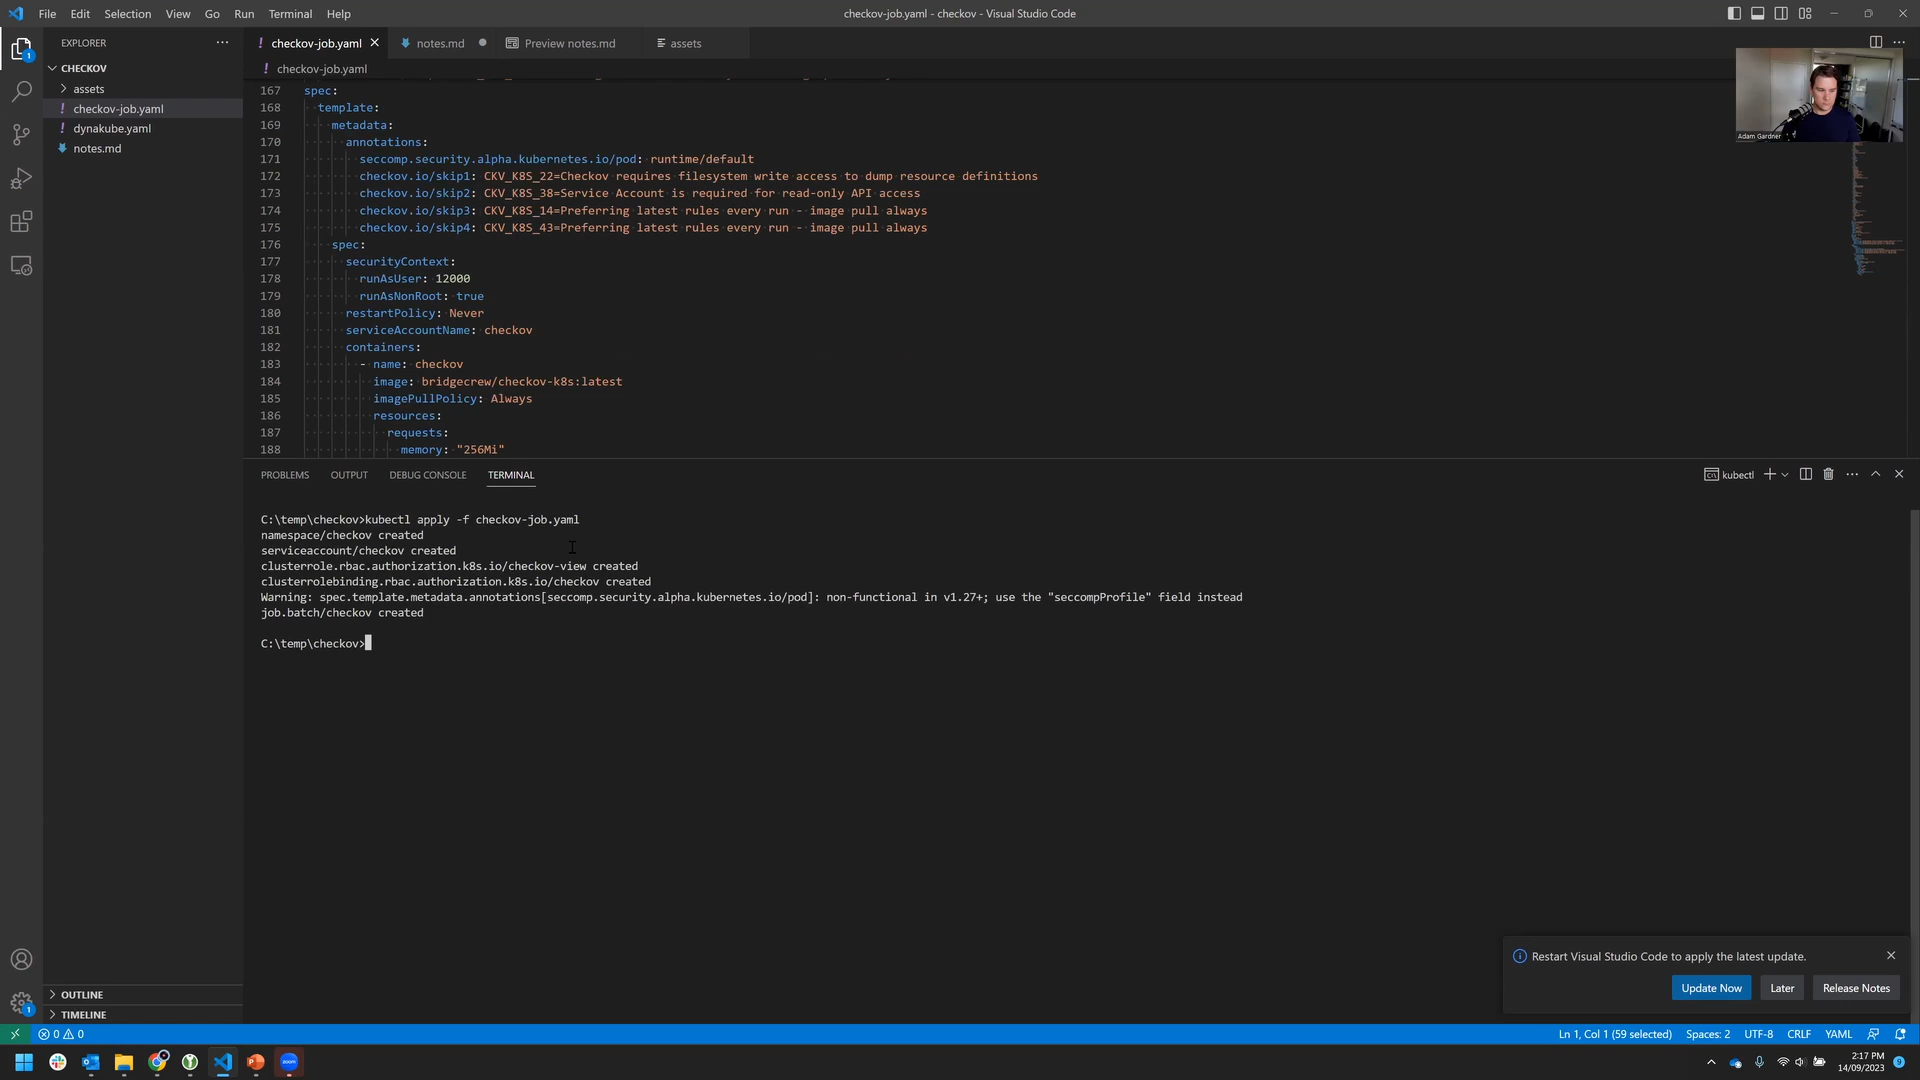 File Edit Selection View Go Run Terminal Help
checkov-job.yaml - checkov - Visual Studio Code
EXPLORER
CHECKOV
assets
checkov-job.yaml
dynakube.yaml
notes.md
OUTLINE
TIMELINE
checkov-job.yaml notes.md Preview notes.md assets
checkov-job.yaml
167 spec:
168 template:
169 metadata:
170 annotations:
171 seccomp.security.alpha.kubernetes.io/pod: runtime/default
172 checkov.io/skip1: CKV_K8S_22=Checkov requires filesystem write access to dump resource definitions
173 checkov.io/skip2: CKV_K8S_38=Service Account is required for read-only API access
174 checkov.io/skip3: CKV_K8S_14=Preferring latest rules every run - image pull always
175 checkov.io/skip4: CKV_K8S_43=Preferring latest rules every run - image pull always
176 spec:
177 securityContext:
178 runAsUser: 12000
179 runAsNonRoot: true
180 restartPolicy: Never
181 serviceAccountName: checkov
182 containers:
183 - name: checkov
184 image: bridgecrew/checkov-k8s:latest
185 imagePullPolicy: Always
186 resources:
187 requests:
188 memory: "256Mi"
Adam Gardner
PROBLEMS OUTPUT DEBUG CONSOLE TERMINAL
kubectl
C:\temp\checkov>kubectl apply -f checkov-job.yaml
namespace/checkov created
serviceaccount/checkov created
clusterrole.rbac.authorization.k8s.io/checkov-view created
clusterrolebinding.rbac.authorization.k8s.io/checkov created
Warning: spec.template.metadata.annotations[seccomp.security.alpha.kubernetes.io/pod]: non-functional in v1.27+; use the "seccompProfile" field instead
job.batch/checkov created
C:\temp\checkov>
Restart Visual Studio Code to apply the latest update.
Update Now Later Release Notes
0 0
Ln 1, Col 1 (59 selected) Spaces: 2 UTF-8 CRLF YAML
zoom
2:17 PM
14/09/2023